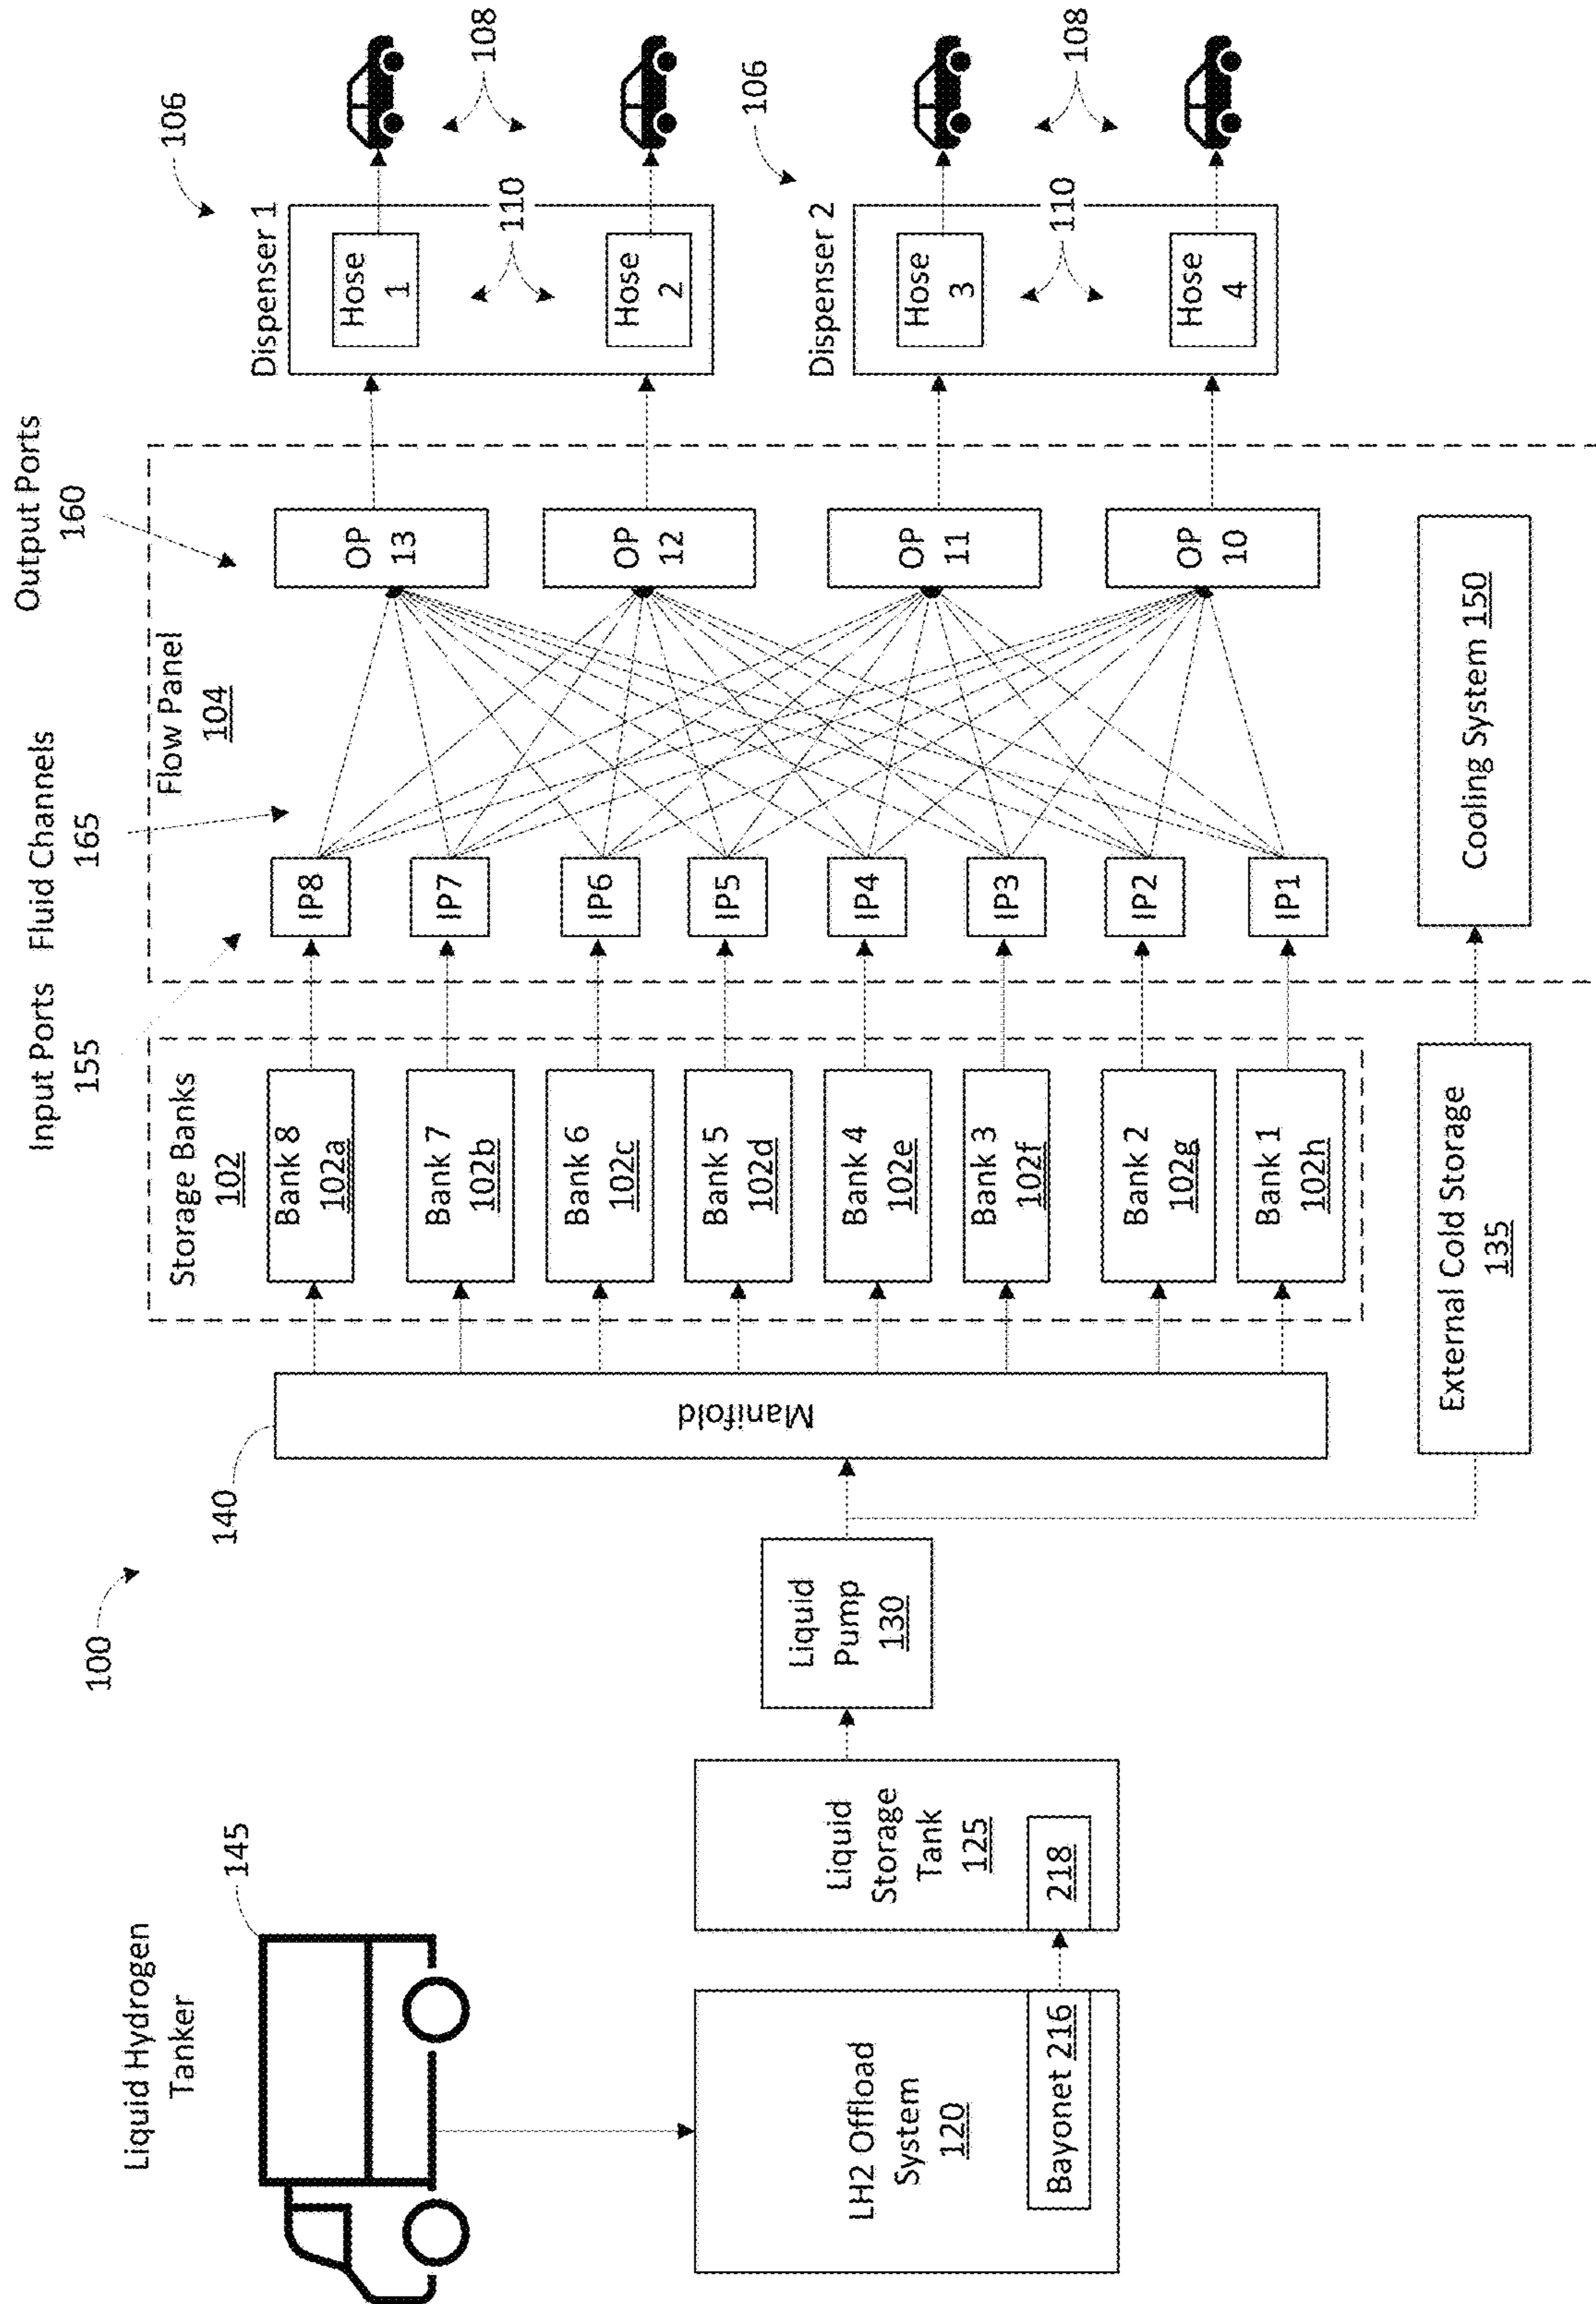 100
Liquid Hydrogen
Tanker
145
LH2 Offload
System
120
Bayonet 216
Liquid
Storage
Tank
125
218
Liquid
Pump
130
140
Manifold
Storage Banks
102
Bank 8
102a
Bank 7
102b
Bank 6
102c
Bank 5
102d
Bank 4
102e
Bank 3
102f
Bank 2
102g
Bank 1
102h
External Cold Storage
135
Input Ports
155
Fluid Channels
165
Output Ports
160
Flow Panel
104
IP8
IP7
IP6
IP5
IP4
IP3
IP2
IP1
OP
13
OP
12
OP
11
OP
10
Cooling System 150
106
Dispenser 1
Hose
1
110
Hose
2
108
106
Dispenser 2
Hose
3
110
Hose
4
108